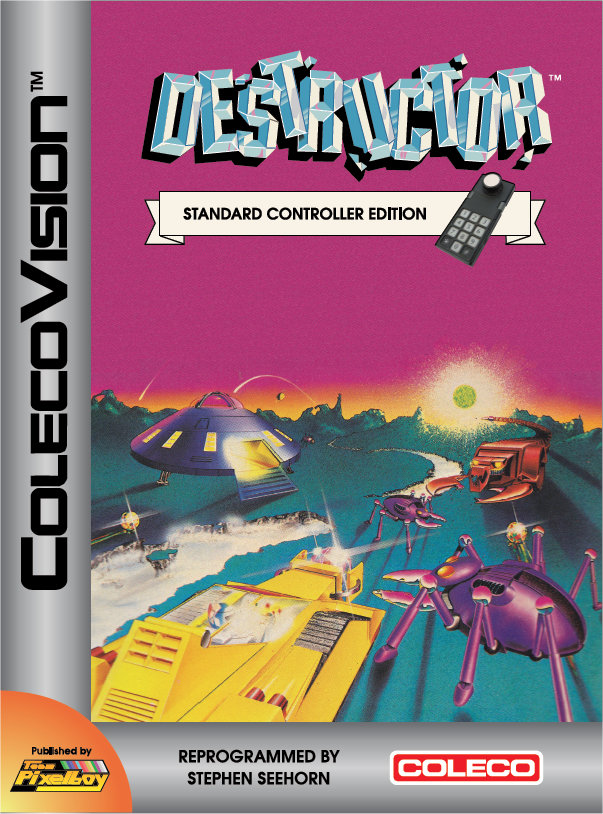 COLECOVISION™
DESTRUCTOR™
STANDARD CONTROLLER EDITION
Published by
Team
Pixelboy
REPROGRAMMED BY
STEPHEN SEEHORN
COLECO